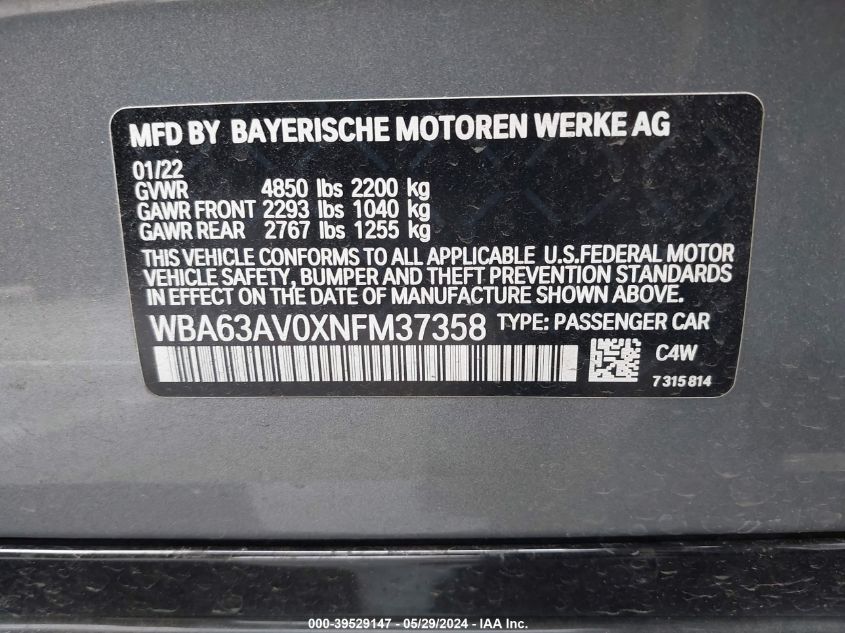 MFD BY BAYERISCHE MOTOREN WERKE AG
01/22
GVWR 4850 lbs 2200 kg
GAWR FRONT 2293 lbs 1040 kg
GAWR REAR 2767 lbs 1255 kg
THIS VEHICLE CONFORMS TO ALL APPLICABLE U.S.FEDERAL MOTOR
VEHICLE SAFETY, BUMPER AND THEFT PREVENTION STANDARDS
IN EFFECT ON THE DATE OF MANUFACTURE SHOWN ABOVE.
WBA63AV0XNFM37358 TYPE: PASSENGER CAR
C4W
7315814
000-39529147 - 05/29/2024 - IAA Inc.